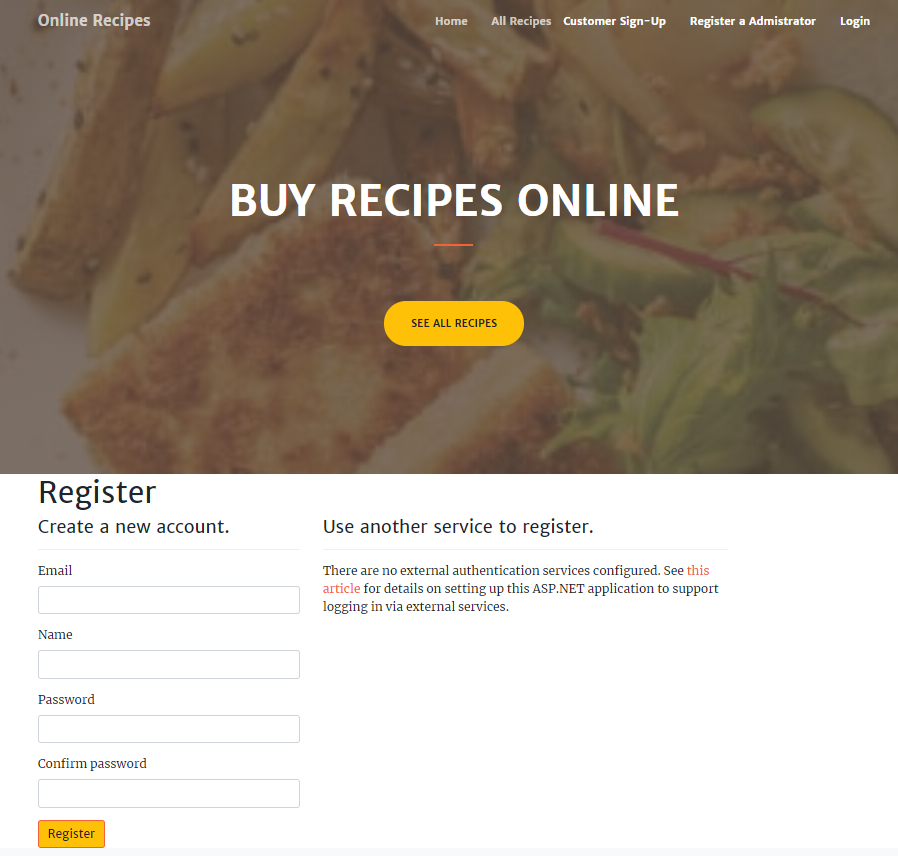 Online Recipes
Home All Recipes Customer Sign-Up Register a Admistrator Login
BUY RECIPES ONLINE
SEE ALL RECIPES
Register
Create a new account.
Email
Name
Password
Confirm password
Register
Use another service to register.
There are no external authentication services configured. See this
article for details on setting up this ASP.NET application to support
logging in via external services.